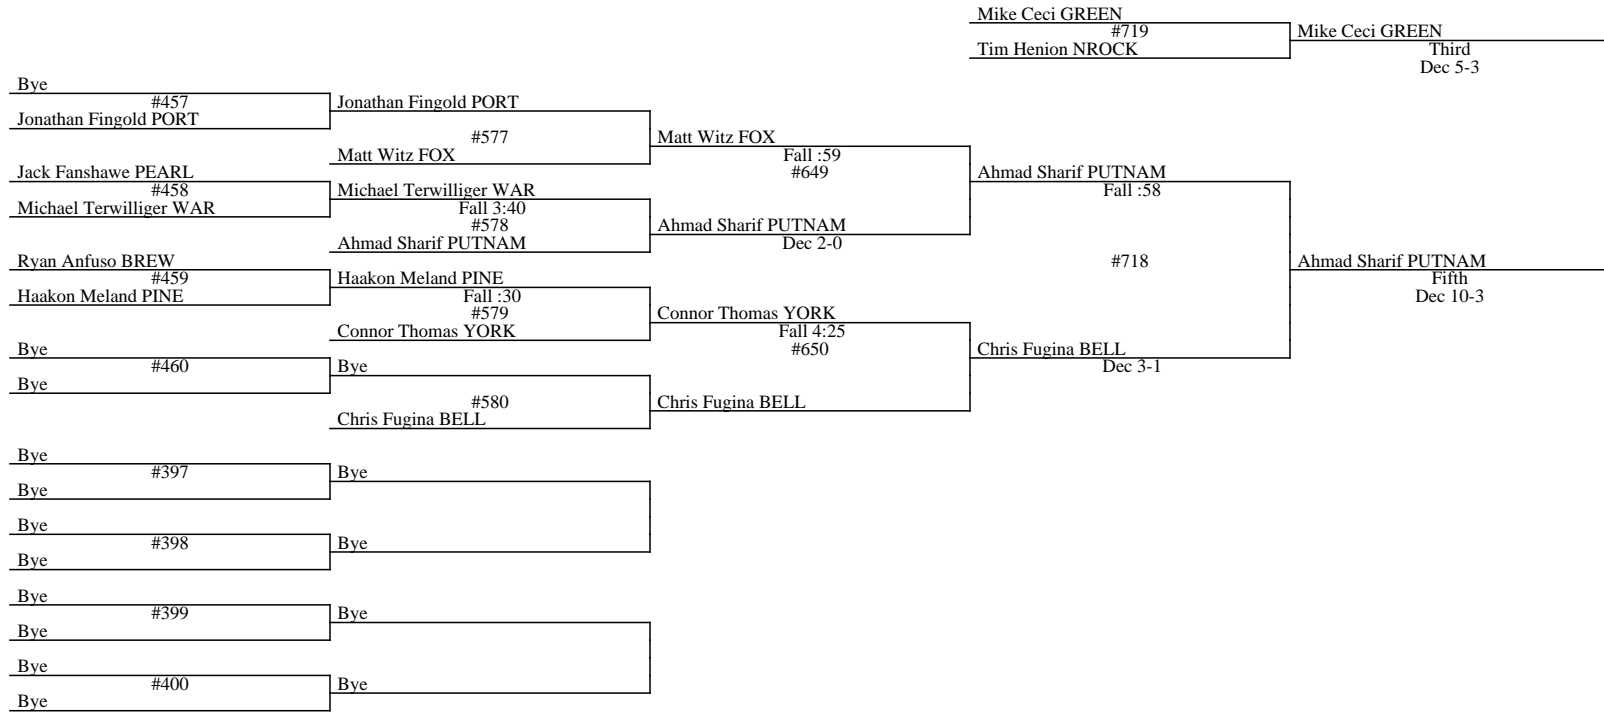 Mike Ceci GREEN
#719
Tim Henion NROCK
Mike Ceci GREEN
Third
Dec 5-3
Bye
#457
Jonathan Fingold PORT
Jonathan Fingold PORT
#577
Matt Witz FOX
Matt Witz FOX
Fall :59
#649
Jack Fanshawe PEARL
#458
Michael Terwilliger WAR
Michael Terwilliger WAR
Fall 3:40
#578
Ahmad Sharif PUTNAM
Ahmad Sharif PUTNAM
Dec 2-0
Ahmad Sharif PUTNAM
Fall :58
#718
Ahmad Sharif PUTNAM
Fifth
Dec 10-3
Ryan Anfuso BREW
#459
Haakon Meland PINE
Haakon Meland PINE
Fall :30
#579
Connor Thomas YORK
Connor Thomas YORK
Fall 4:25
#650
Chris Fugina BELL
Dec 3-1
Bye
#460
Bye
Bye
#580
Chris Fugina BELL
Chris Fugina BELL
Bye
#397
Bye
Bye
Bye
#398
Bye
Bye
Bye
#399
Bye
Bye
Bye
#400
Bye
Bye